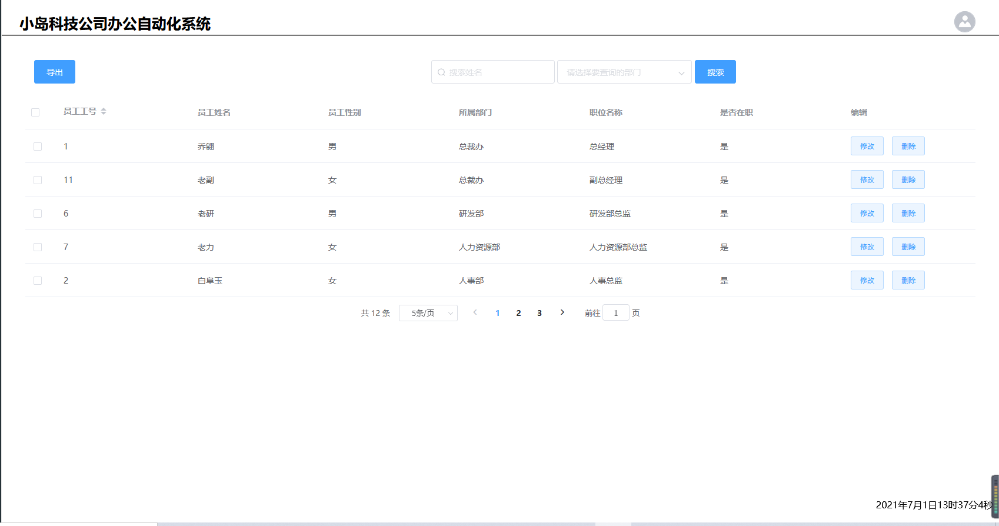 小岛科技公司办公自动化系统
导出 搜索姓名 请选择要查询的部门 搜索
员工工号 员工姓名 员工性别 所属部门 职位名称 是否在职 编辑
1 乔翱 男 总裁办 总经理 是 修改 删除
11 老副 女 总裁办 副总经理 是 修改 删除
6 老研 男 研发部 研发部总监 是 修改 删除
7 老力 女 人力资源部 人力资源部总监 是 修改 删除
2 白阜玉 女 人事部 人事总监 是 修改 删除
共 12 条 5条/页 1 2 3 前往 1 页
2021年7月1日13时37分4秒